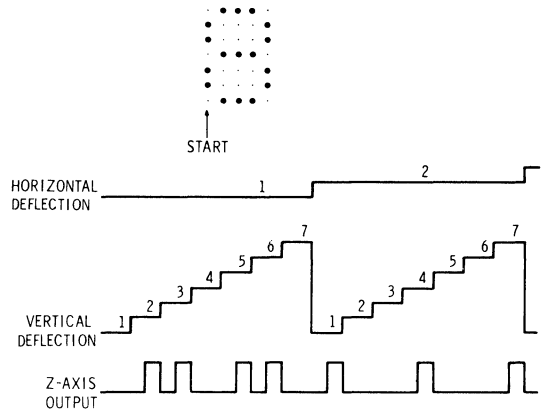 START
HORIZONTAL
DEFLECTION
1
2
VERTICAL
DEFLECTION
1 2 3 4 5 6 7 1 2 3 4 5 6 7
Z-AXIS
OUTPUT